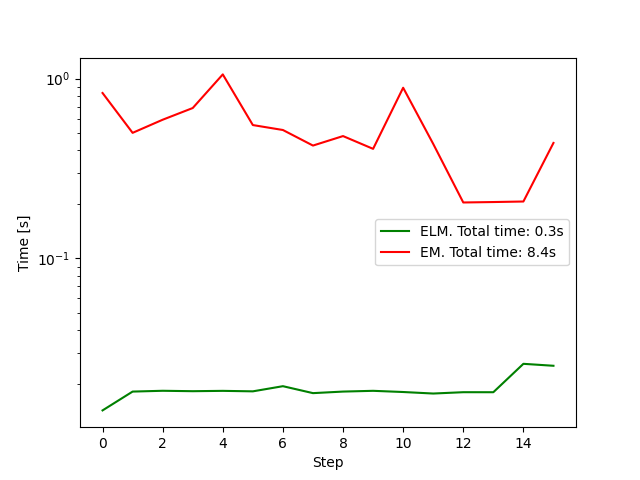 10⁰
10⁻¹
Time [s]
ELM. Total time: 0.3s
EM. Total time: 8.4s
0 2 4 6 8 10 12 14
Step